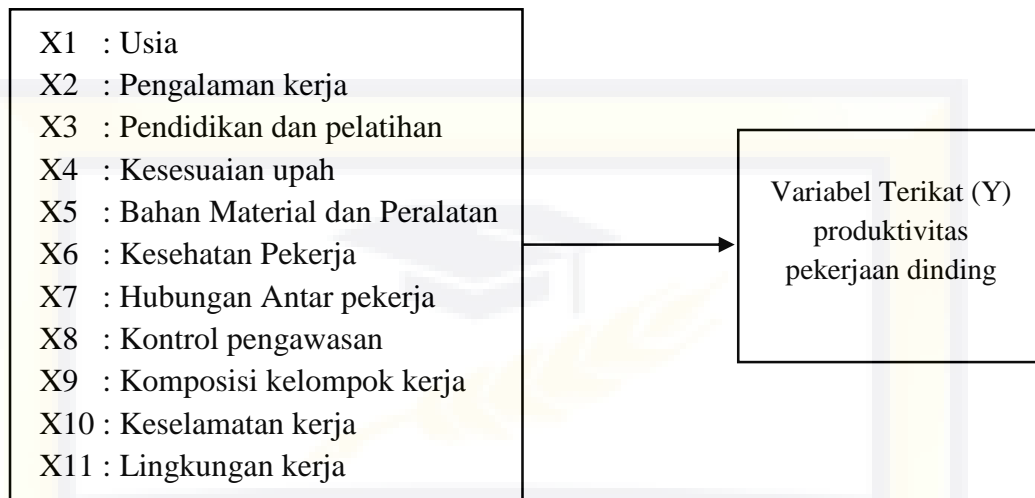 X1 : Usia
X2 : Pengalaman kerja
X3 : Pendidikan dan pelatihan
X4 : Kesesuaian upah
X5 : Bahan Material dan Peralatan
X6 : Kesehatan Pekerja
X7 : Hubungan Antar pekerja
X8 : Kontrol pengawasan
X9 : Komposisi kelompok kerja
X10 : Keselamatan kerja
X11 : Lingkungan kerja
Variabel Terikat (Y)
produktivitas
pekerjaan dinding